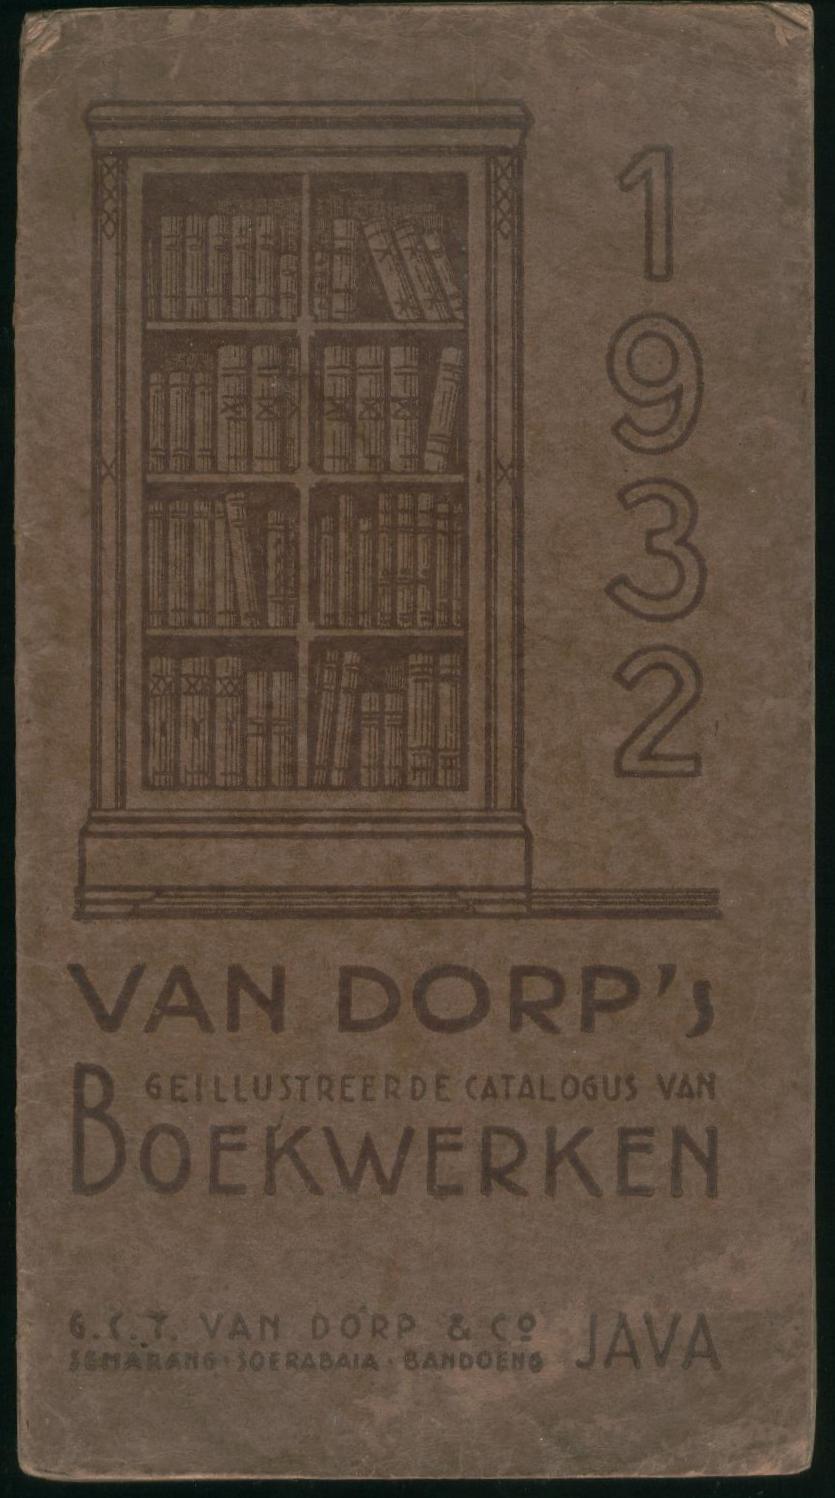 1932
VAN DORP's
GEILLUSTREERDE CATALOGUS VAN
BOEKWERKEN
G.C.T. VAN DORP & Cº JAVA
SEMARANG · SOERABAIA · BANDOENG